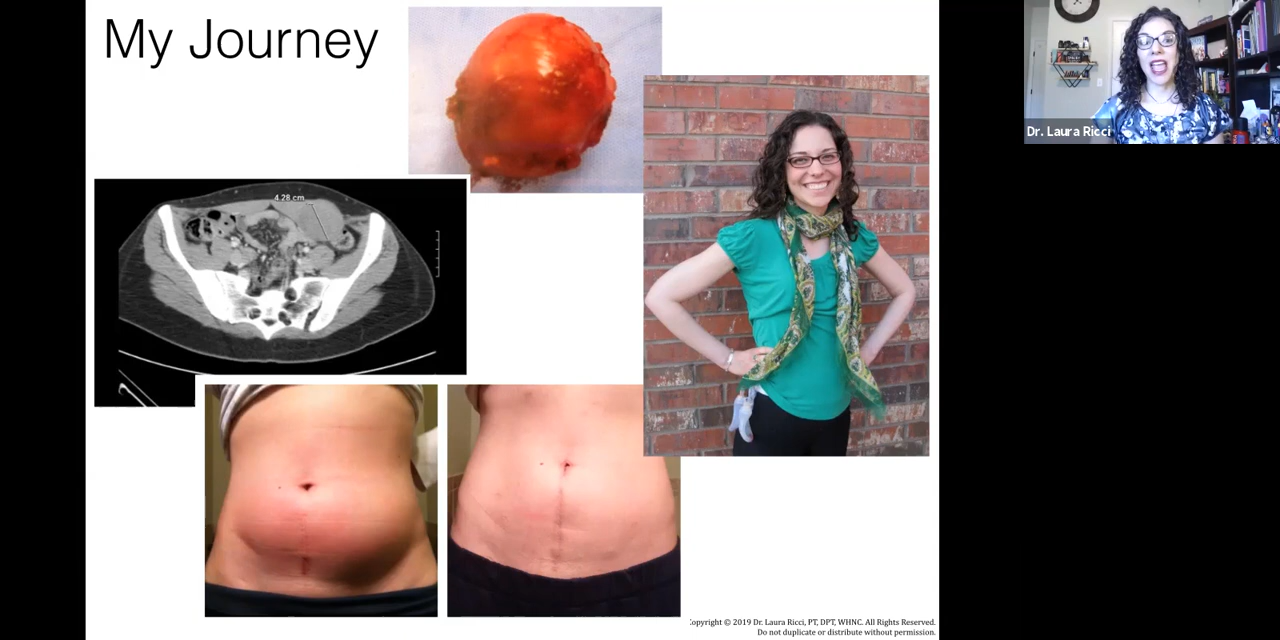 My Journey
Dr. Laura Ricci
4.28 cm
Copyright © 2019 Dr. Laura Ricci, PT, DPT, WHNC. All Rights Reserved.
Do not duplicate or distribute without permission.